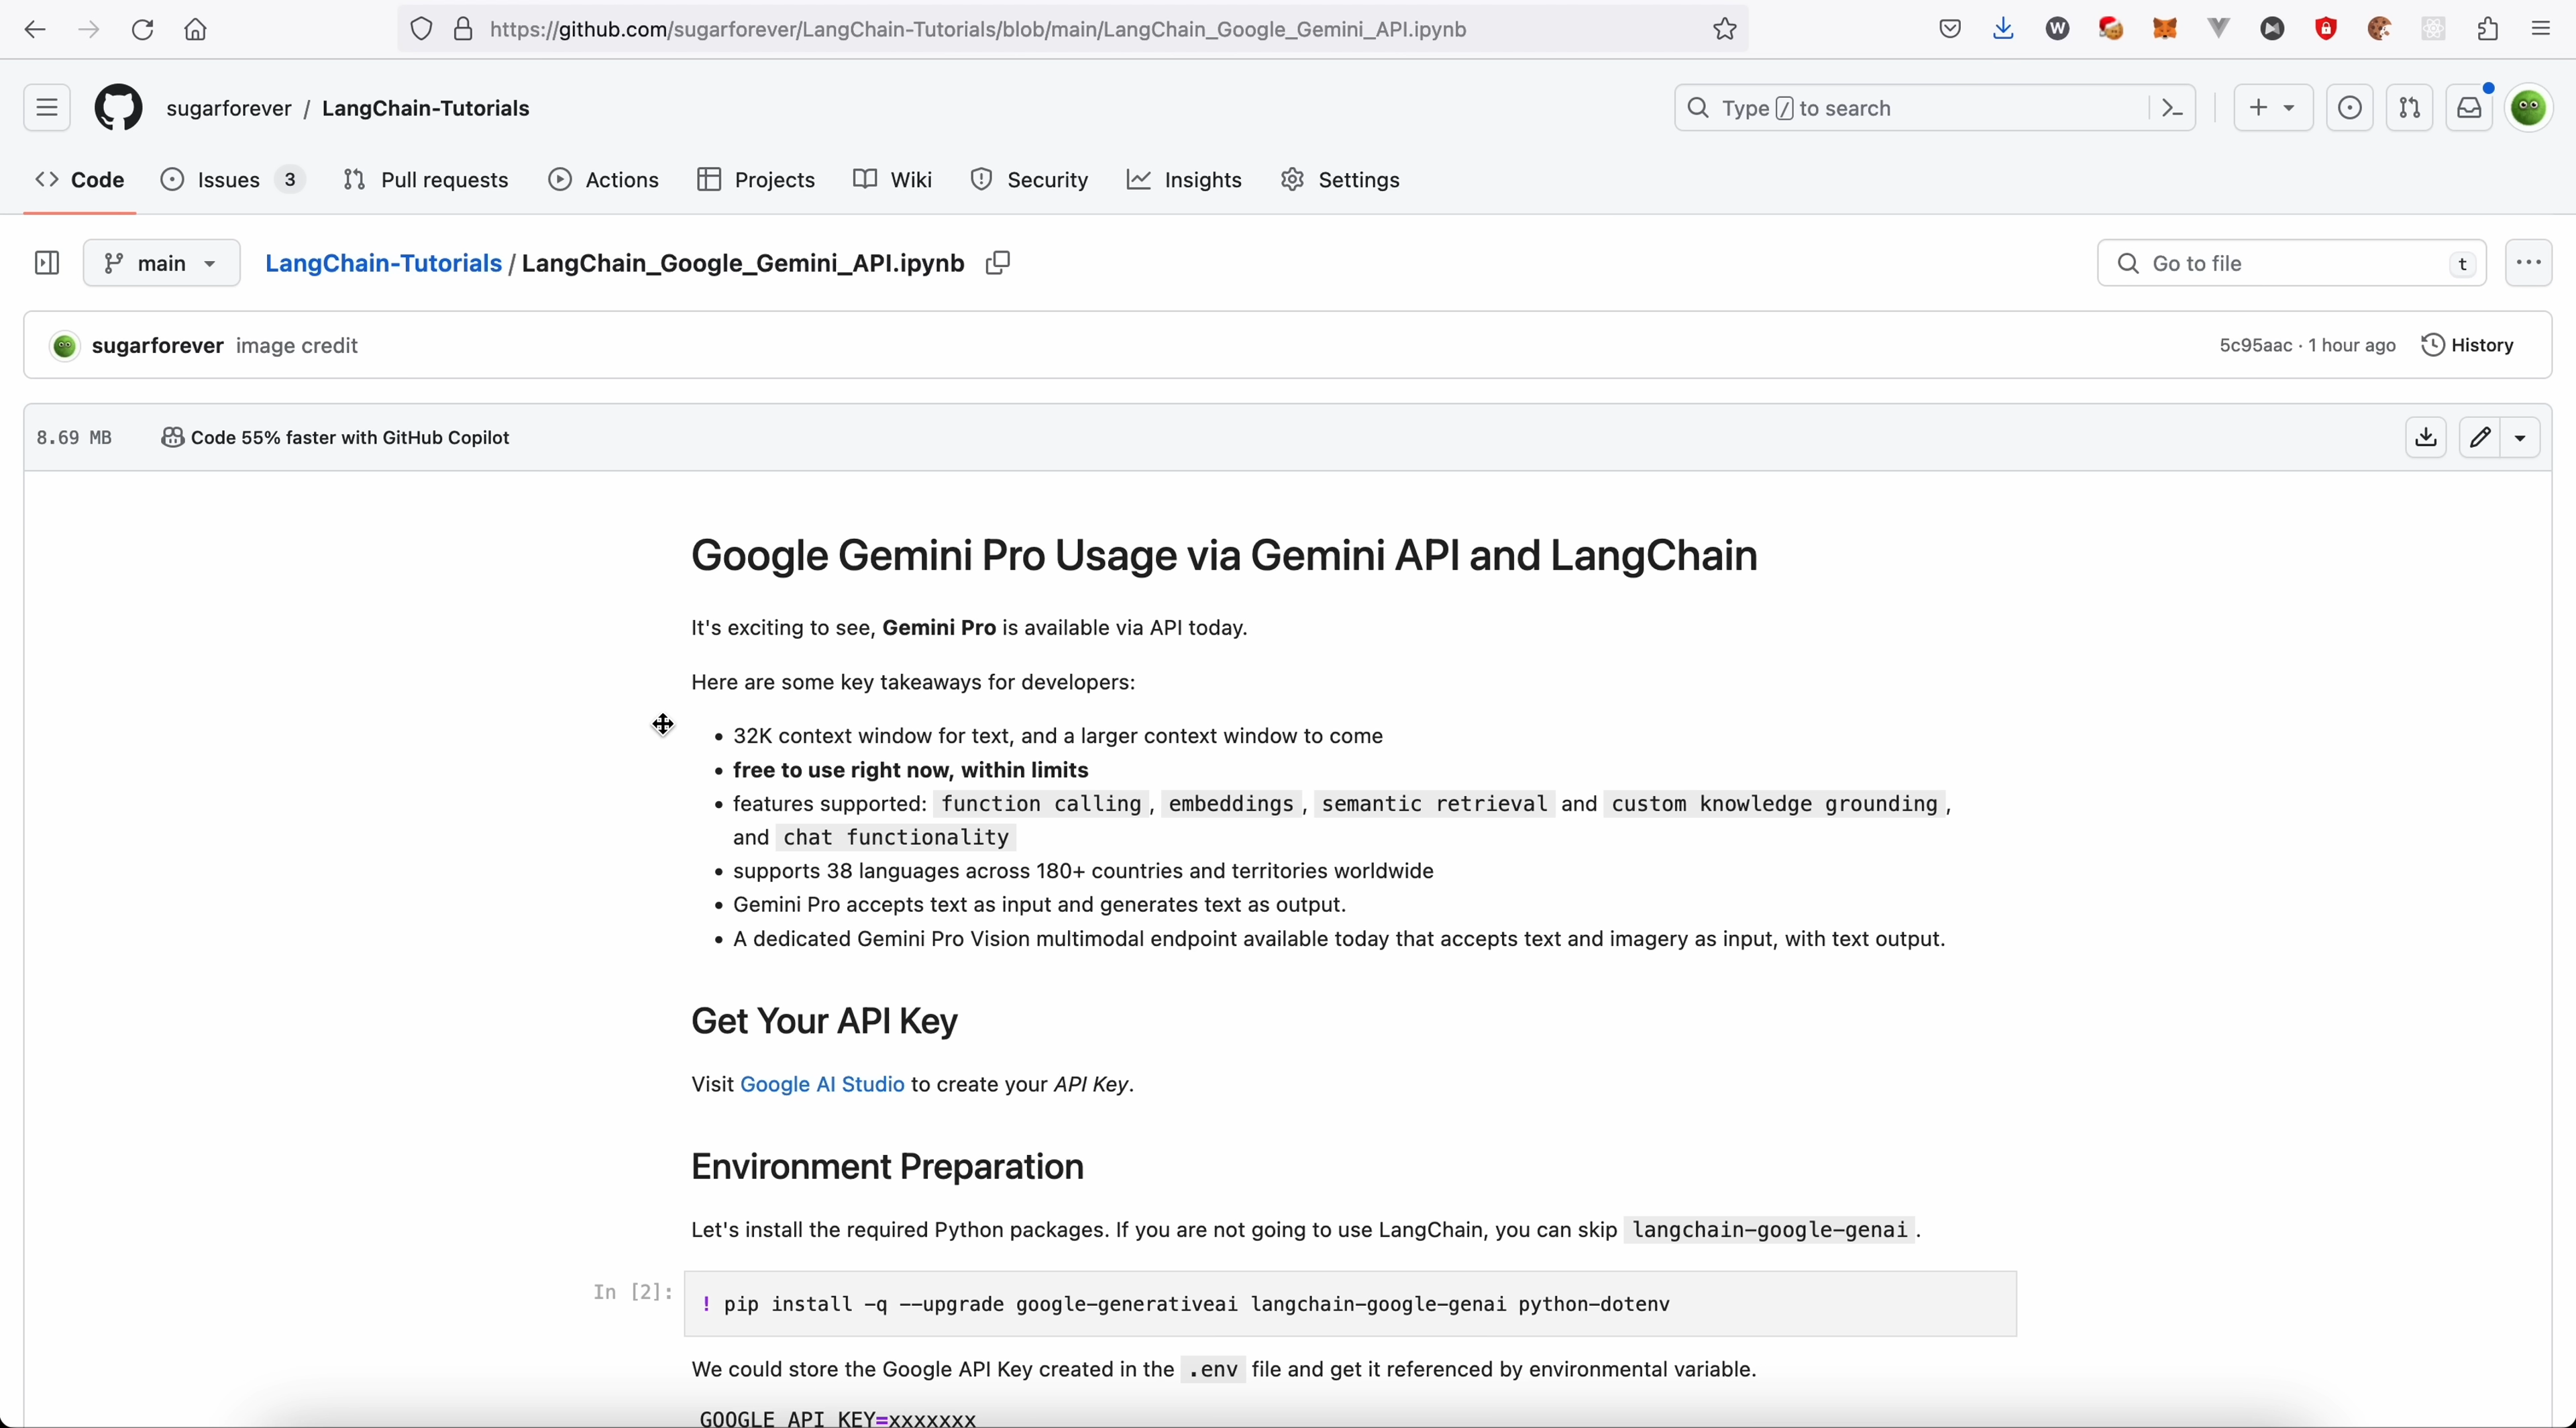 https://github.com/sugarforever/LangChain-Tutorials/blob/main/LangChain_Google_Gemini_API.ipynb
W
sugarforever / LangChain-Tutorials
Type / to search
Code
Issues 3
Pull requests
Actions
Projects
Wiki
Security
Insights
Settings
main
LangChain-Tutorials / LangChain_Google_Gemini_API.ipynb
Go to file t
sugarforever image credit
5c95aac · 1 hour ago
History
8.69 MB
Code 55% faster with GitHub Copilot
Google Gemini Pro Usage via Gemini API and LangChain
It's exciting to see, Gemini Pro is available via API today.
Here are some key takeaways for developers:
• 32K context window for text, and a larger context window to come
• free to use right now, within limits
• features supported: function calling , embeddings , semantic retrieval and custom knowledge grounding ,
and chat functionality
• supports 38 languages across 180+ countries and territories worldwide
• Gemini Pro accepts text as input and generates text as output.
• A dedicated Gemini Pro Vision multimodal endpoint available today that accepts text and imagery as input, with text output.
Get Your API Key
Visit Google AI Studio to create your API Key.
Environment Preparation
Let's install the required Python packages. If you are not going to use LangChain, you can skip langchain-google-genai .
In [2]:
! pip install -q --upgrade google-generativeai langchain-google-genai python-dotenv
We could store the Google API Key created in the .env file and get it referenced by environmental variable.
GOOGLE_API_KEY=xxxxxxx